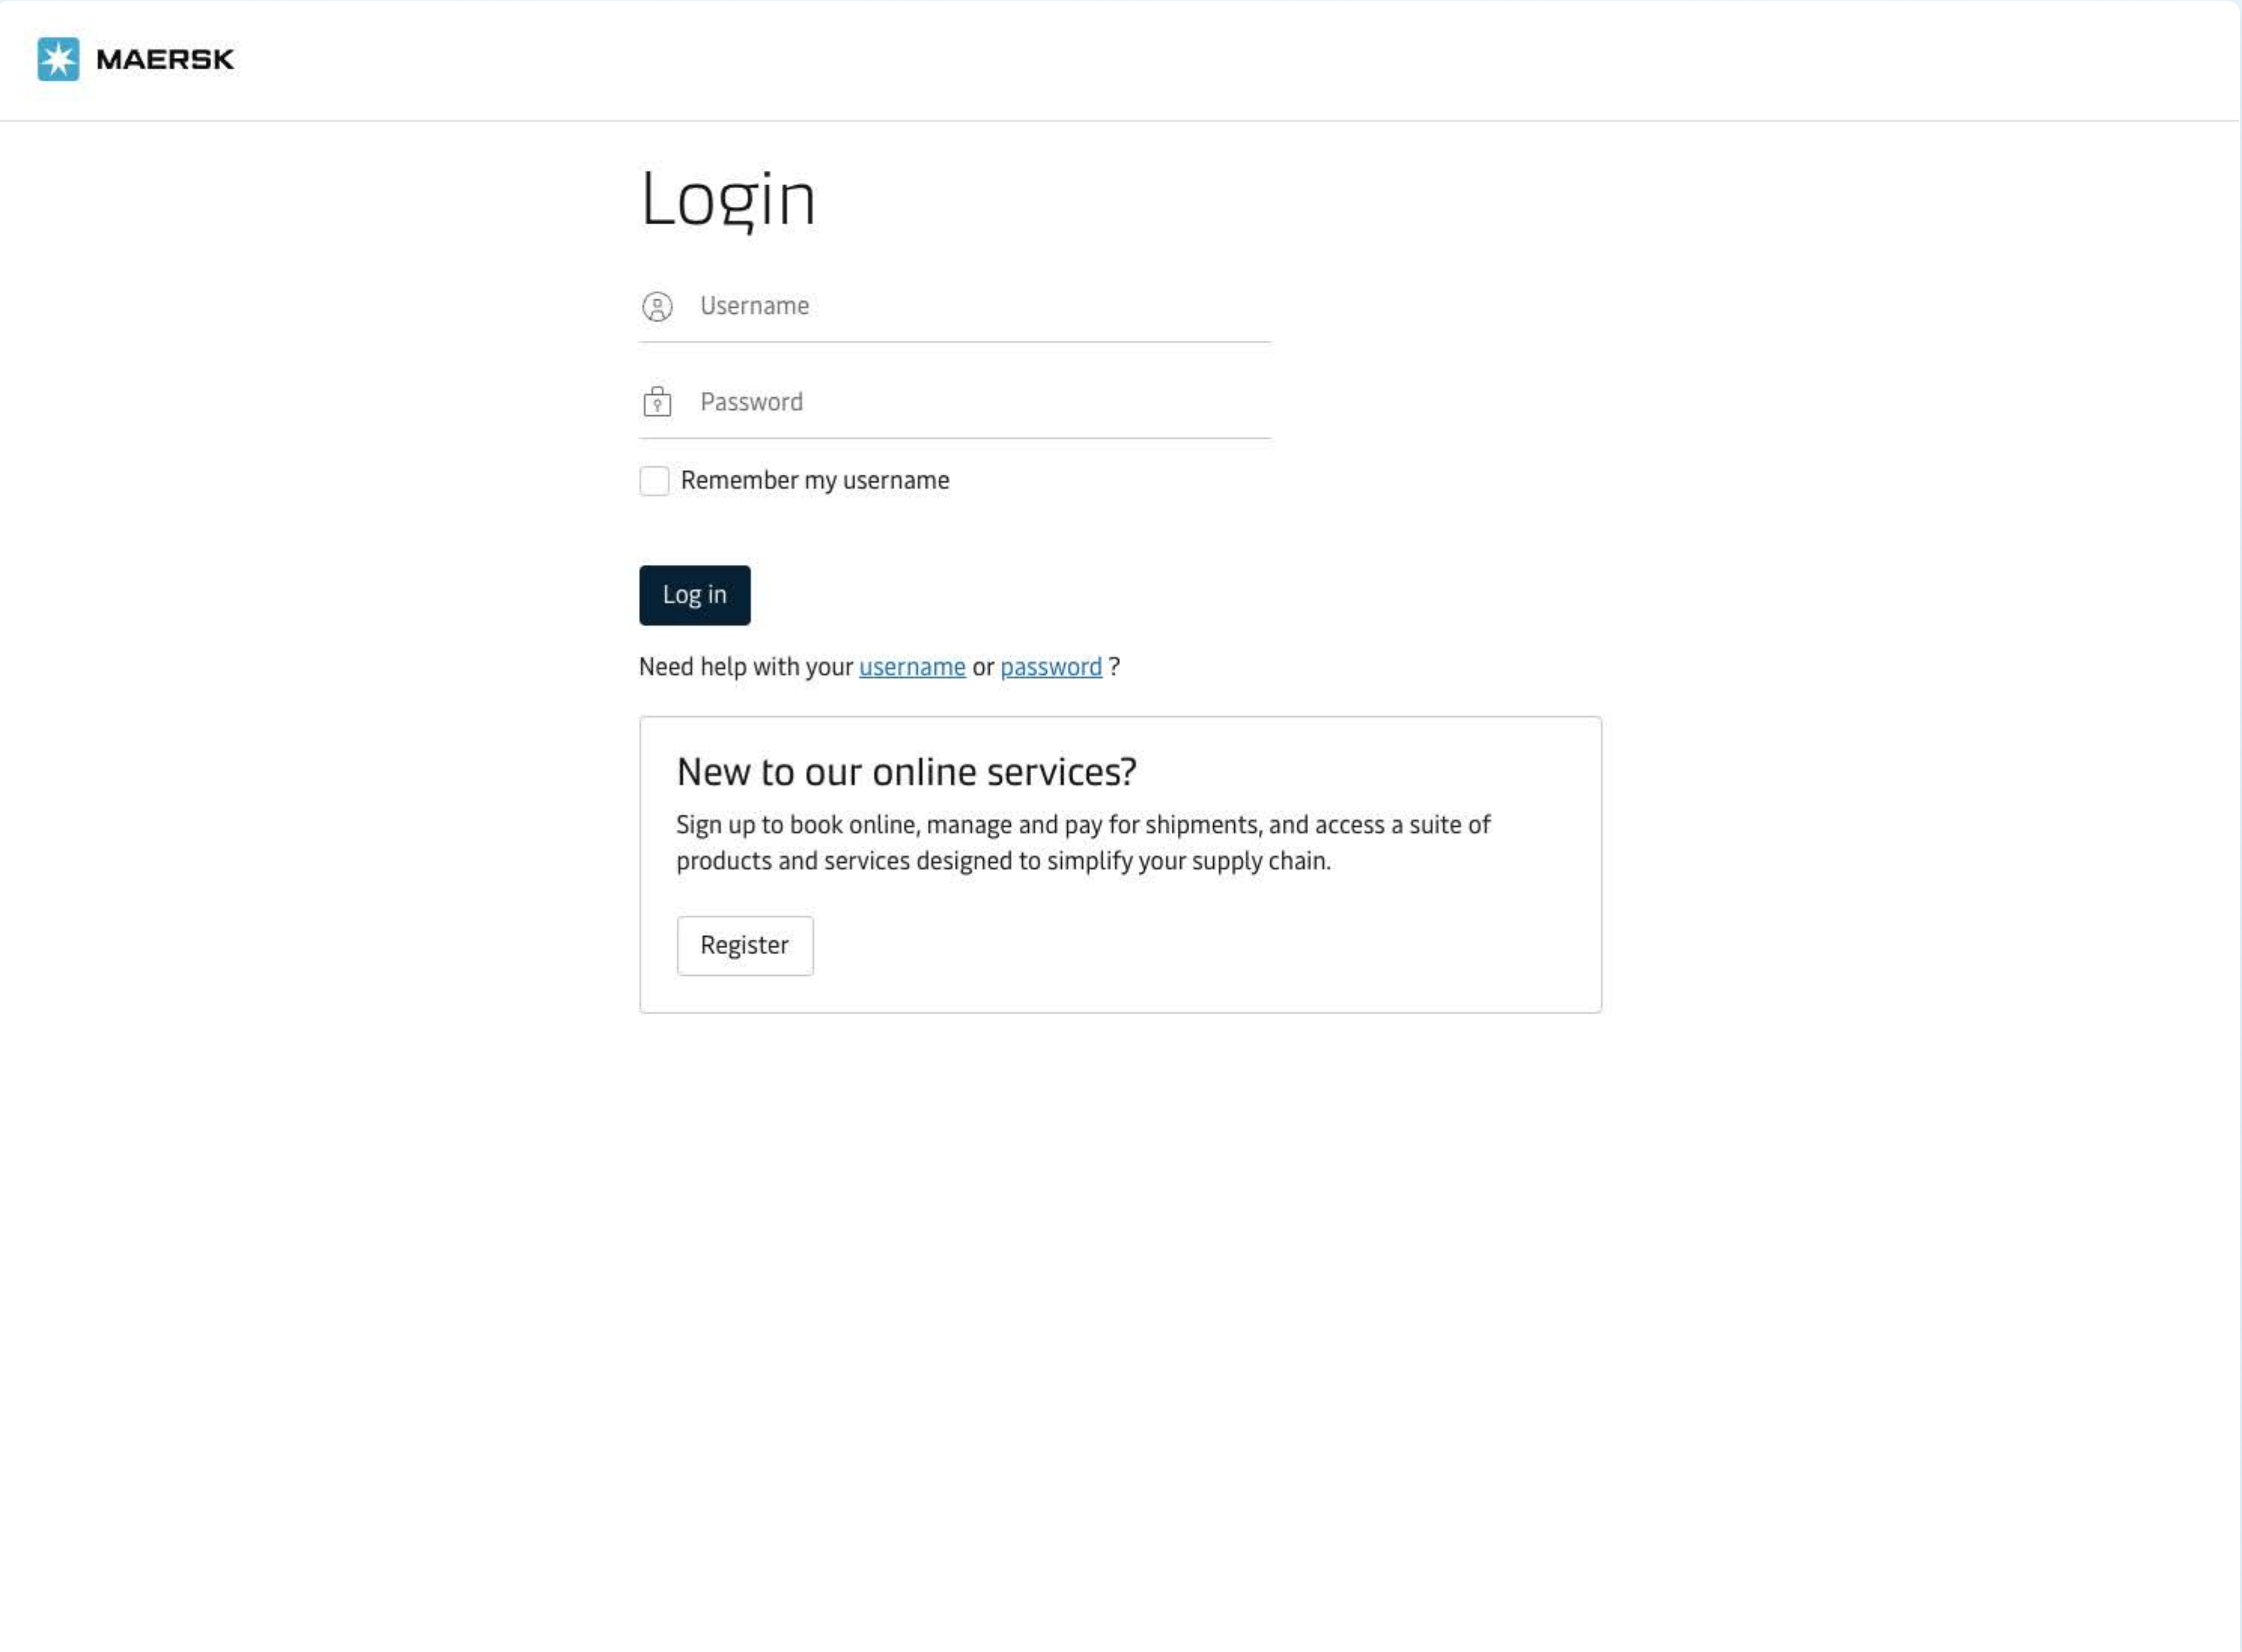 MAERSK
Login
Username
Password
Remember my username
Log in
Need help with your username or password ?
New to our online services?
Sign up to book online, manage and pay for shipments, and access a suite of
products and services designed to simplify your supply chain.
Register